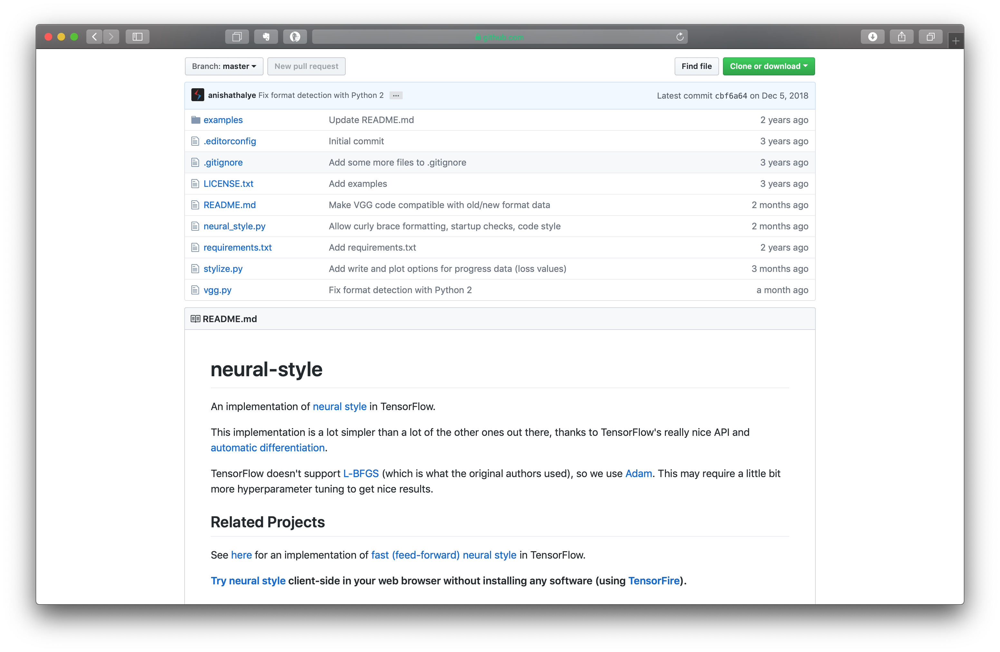 github.com
Branch: master New pull request Find file Clone or download
anishathalye Fix format detection with Python 2 ... Latest commit cbf6a64 on Dec 5, 2018
examples Update README.md 2 years ago
.editorconfig Initial commit 3 years ago
.gitignore Add some more files to .gitignore 3 years ago
LICENSE.txt Add examples 3 years ago
README.md Make VGG code compatible with old/new format data 2 months ago
neural_style.py Allow curly brace formatting, startup checks, code style 2 months ago
requirements.txt Add requirements.txt 2 years ago
stylize.py Add write and plot options for progress data (loss values) 3 months ago
vgg.py Fix format detection with Python 2 a month ago
README.md
neural-style
An implementation of neural style in TensorFlow.
This implementation is a lot simpler than a lot of the other ones out there, thanks to TensorFlow's really nice API and
automatic differentiation.
TensorFlow doesn't support L-BFGS (which is what the original authors used), so we use Adam. This may require a little bit
more hyperparameter tuning to get nice results.
Related Projects
See here for an implementation of fast (feed-forward) neural style in TensorFlow.
Try neural style client-side in your web browser without installing any software (using TensorFire).